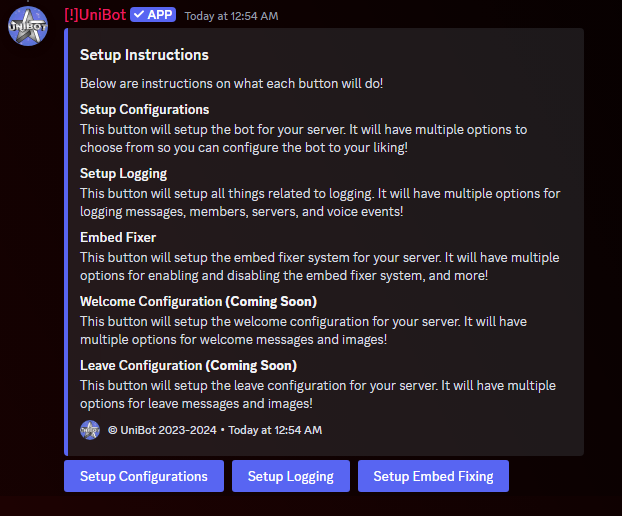 [!]UniBot ✓ APP Today at 12:54 AM
UNIBOT
Setup Instructions
Below are instructions on what each button will do!
Setup Configurations
This button will setup the bot for your server. It will have multiple options to
choose from so you can configure the bot to your liking!
Setup Logging
This button will setup all things related to logging. It will have multiple options for
logging messages, members, servers, and voice events!
Embed Fixer
This button will setup the embed fixer system for your server. It will have multiple
options for enabling and disabling the embed fixer system, and more!
Welcome Configuration (Coming Soon)
This button will setup the welcome configuration for your server. It will have
multiple options for welcome messages and images!
Leave Configuration (Coming Soon)
This button will setup the leave configuration for your server. It will have multiple
options for leave messages and images!
© UniBot 2023-2024 • Today at 12:54 AM
Setup Configurations Setup Logging Setup Embed Fixing